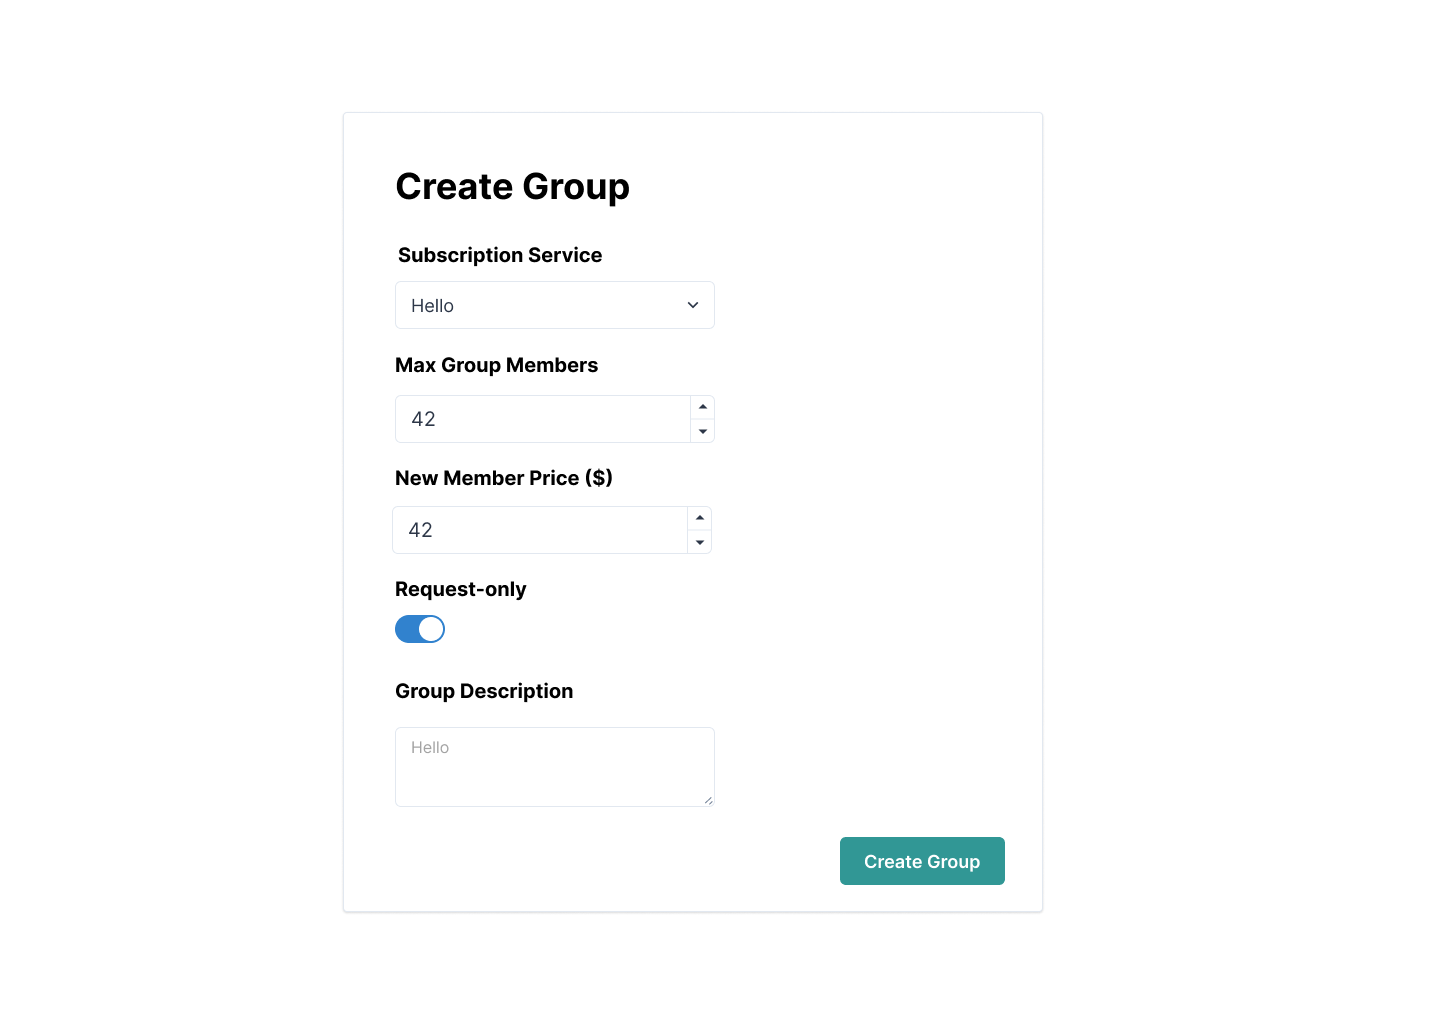 Create Group
Subscription Service
Hello
Max Group Members
42
New Member Price ($)
42
Request-only
Group Description
Hello
Create Group